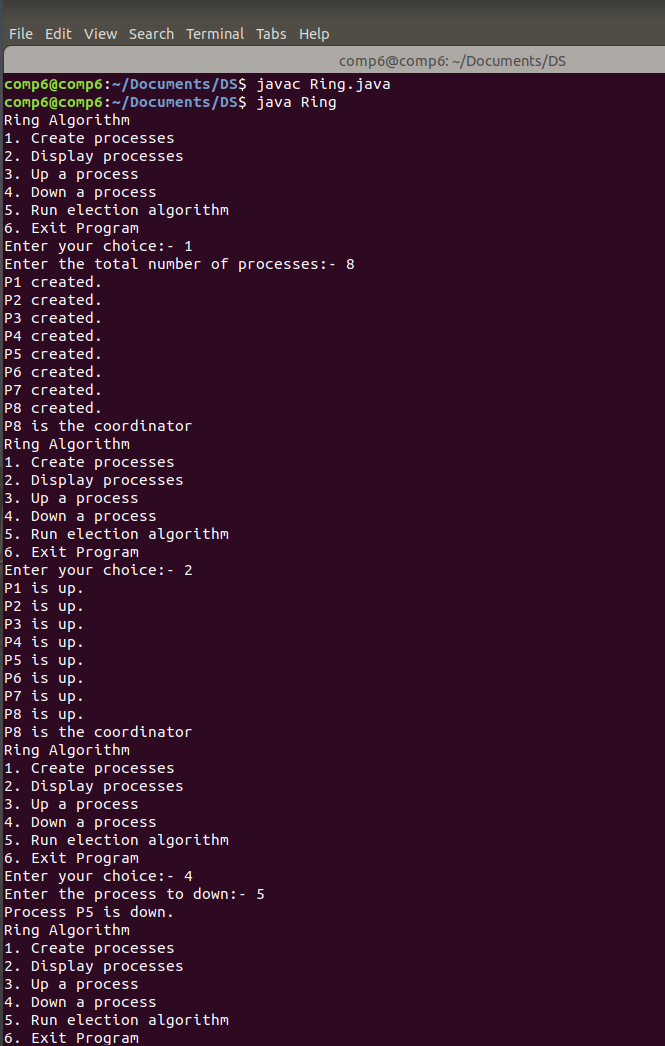 File Edit View Search Terminal Tabs Help
comp6@comp6: ~/Documents/DS
comp6@comp6:~/Documents/DS$ javac Ring.java
comp6@comp6:~/Documents/DS$ java Ring
Ring Algorithm
1. Create processes
2. Display processes
3. Up a process
4. Down a process
5. Run election algorithm
6. Exit Program
Enter your choice:- 1
Enter the total number of processes:- 8
P1 created.
P2 created.
P3 created.
P4 created.
P5 created.
P6 created.
P7 created.
P8 created.
P8 is the coordinator
Ring Algorithm
1. Create processes
2. Display processes
3. Up a process
4. Down a process
5. Run election algorithm
6. Exit Program
Enter your choice:- 2
P1 is up.
P2 is up.
P3 is up.
P4 is up.
P5 is up.
P6 is up.
P7 is up.
P8 is up.
P8 is the coordinator
Ring Algorithm
1. Create processes
2. Display processes
3. Up a process
4. Down a process
5. Run election algorithm
6. Exit Program
Enter your choice:- 4
Enter the process to down:- 5
Process P5 is down.
Ring Algorithm
1. Create processes
2. Display processes
3. Up a process
4. Down a process
5. Run election algorithm
6. Exit Program